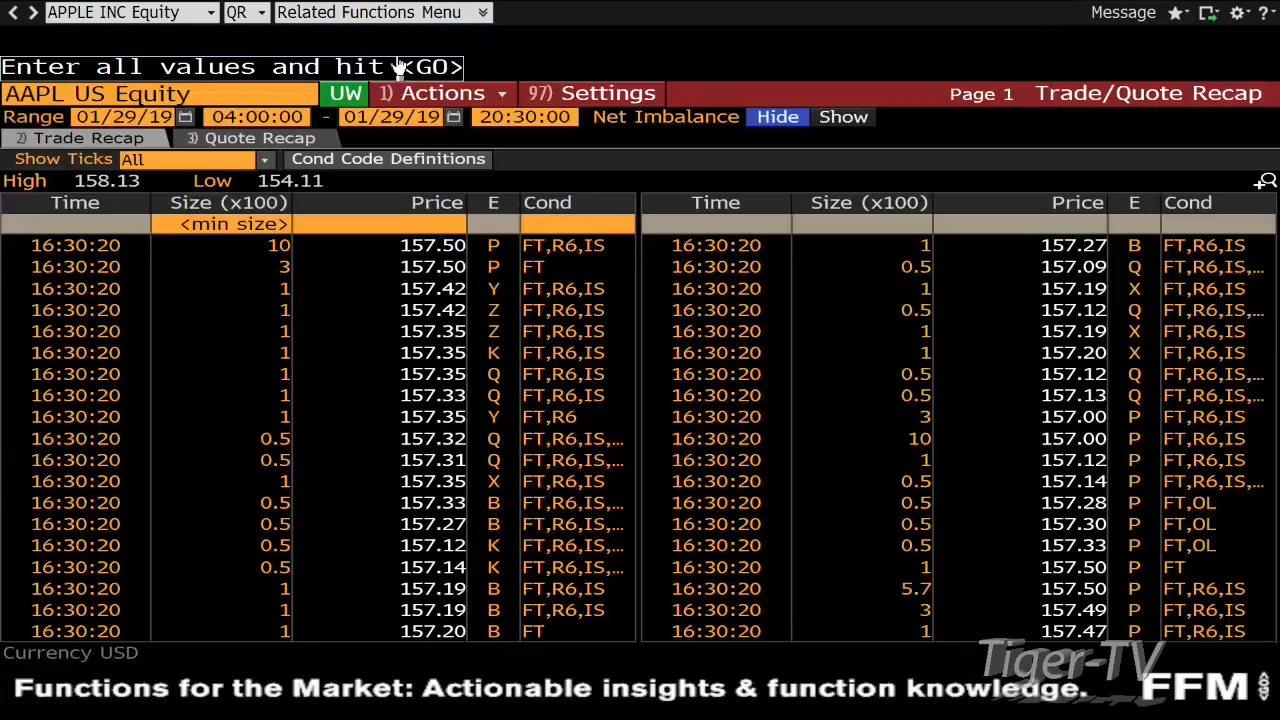 APPLE INC Equity QR Related Functions Menu Message
Enter all values and hit <GO>
AAPL US Equity UW 1) Actions 97) Settings Page 1 Trade/Quote Recap
Range 01/29/19 04:00:00 - 01/29/19 20:30:00 Net Imbalance Hide Show
2) Trade Recap 3) Quote Recap
Show Ticks All Cond Code Definitions
High 158.13 Low 154.11
Time Size (x100) Price E Cond Time Size (x100) Price E Cond
<min size>
16:30:20 10 157.50 P FT,R6,IS 16:30:20 1 157.27 B FT,R6,IS
16:30:20 3 157.50 P FT 16:30:20 0.5 157.09 Q FT,R6,IS,...
16:30:20 1 157.42 Y FT,R6,IS 16:30:20 1 157.19 X FT,R6,IS
16:30:20 1 157.42 Z FT,R6,IS 16:30:20 0.5 157.12 Q FT,R6,IS,...
16:30:20 1 157.35 Z FT,R6,IS 16:30:20 1 157.19 X FT,R6,IS
16:30:20 1 157.35 K FT,R6,IS 16:30:20 1 157.20 X FT,R6,IS
16:30:20 1 157.35 Q FT,R6,IS 16:30:20 0.5 157.12 Q FT,R6,IS,...
16:30:20 1 157.33 Q FT,R6,IS 16:30:20 0.5 157.13 Q FT,R6,IS,...
16:30:20 1 157.35 Y FT,R6 16:30:20 3 157.00 P FT,R6,IS
16:30:20 0.5 157.32 Q FT,R6,IS,... 16:30:20 10 157.00 P FT,R6,IS
16:30:20 0.5 157.31 Q FT,R6,IS,... 16:30:20 1 157.12 P FT,R6,IS
16:30:20 1 157.35 X FT,R6,IS 16:30:20 0.5 157.14 P FT,R6,IS,...
16:30:20 0.5 157.33 B FT,R6,IS,... 16:30:20 0.5 157.28 P FT,OL
16:30:20 0.5 157.27 B FT,R6,IS,... 16:30:20 0.5 157.30 P FT,OL
16:30:20 0.5 157.12 K FT,R6,IS,... 16:30:20 0.5 157.33 P FT,OL
16:30:20 0.5 157.14 K FT,R6,IS,... 16:30:20 1 157.50 P FT
16:30:20 1 157.19 B FT,R6,IS 16:30:20 5.7 157.50 P FT,R6,IS
16:30:20 1 157.19 B FT,R6,IS 16:30:20 3 157.49 P FT,R6,IS
16:30:20 1 157.20 B FT 16:30:20 1 157.47 P FT,R6,IS
Currency USD
Tiger-TV
Functions for the Market: Actionable insights & function knowledge. FFM